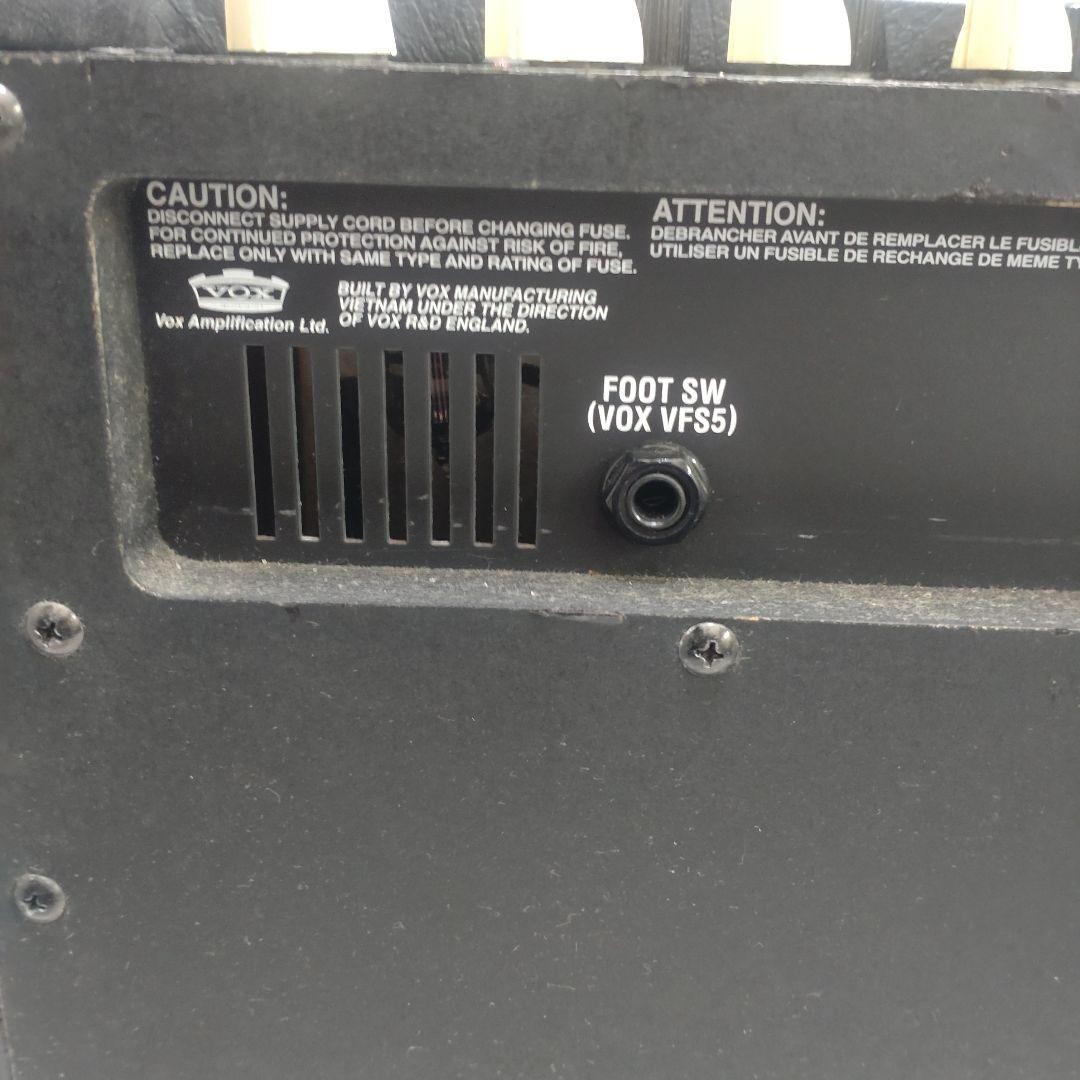 CAUTION:
DISCONNECT SUPPLY CORD BEFORE CHANGING FUSE.
FOR CONTINUED PROTECTION AGAINST RISK OF FIRE,
REPLACE ONLY WITH SAME TYPE AND RATING OF FUSE.
ATTENTION:
DEBRANCHER AVANT DE REMPLACER LE FUSIBL
UTILISER UN FUSIBLE DE RECHANGE DE MEME TY
VOX
Vox Amplification Ltd.
BUILT BY VOX MANUFACTURING
VIETNAM UNDER THE DIRECTION
OF VOX R&D ENGLAND.
FOOT SW
(VOX VFS5)